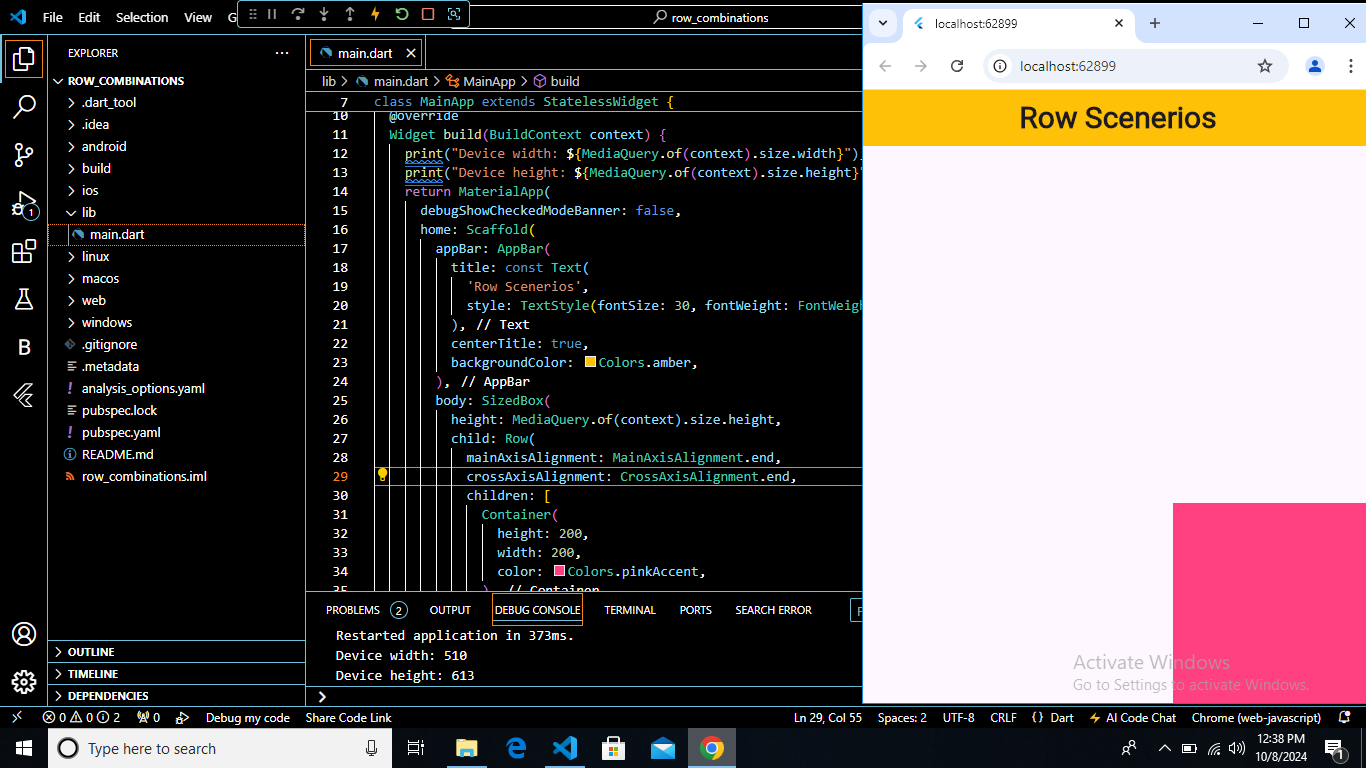 File Edit Selection View G
row_combinations
EXPLORER
ROW_COMBINATIONS
.dart_tool
.idea
android
build
ios
lib
main.dart
linux
macos
web
windows
.gitignore
.metadata
analysis_options.yaml
pubspec.lock
pubspec.yaml
README.md
row_combinations.iml
OUTLINE
TIMELINE
DEPENDENCIES
1
B
main.dart
lib > main.dart > MainApp > build
7 class MainApp extends StatelessWidget {
10 @override
11 Widget build(BuildContext context) {
12 print("Device width: ${MediaQuery.of(context).size.width}");
13 print("Device height: ${MediaQuery.of(context).size.height}"
14 return MaterialApp(
15 debugShowCheckedModeBanner: false,
16 home: Scaffold(
17 appBar: AppBar(
18 title: const Text(
19 'Row Scenerios',
20 style: TextStyle(fontSize: 30, fontWeight: FontWeigh
21 ), // Text
22 centerTitle: true,
23 backgroundColor: Colors.amber,
24 ), // AppBar
25 body: SizedBox(
26 height: MediaQuery.of(context).size.height,
27 child: Row(
28 mainAxisAlignment: MainAxisAlignment.end,
29 crossAxisAlignment: CrossAxisAlignment.end,
30 children: [
31 Container(
32 height: 200,
33 width: 200,
34 color: Colors.pinkAccent,
35 ), // Container
PROBLEMS 2 OUTPUT DEBUG CONSOLE TERMINAL PORTS SEARCH ERROR F
Restarted application in 373ms.
Device width: 510
Device height: 613
localhost:62899
localhost:62899
Row Scenerios
Activate Windows
Go to Settings to activate Windows.
0 0 2 0 Debug my code Share Code Link Ln 29, Col 55 Spaces: 2 UTF-8 CRLF {} Dart AI Code Chat Chrome (web-javascript)
Type here to search
12:38 PM
10/8/2024
1